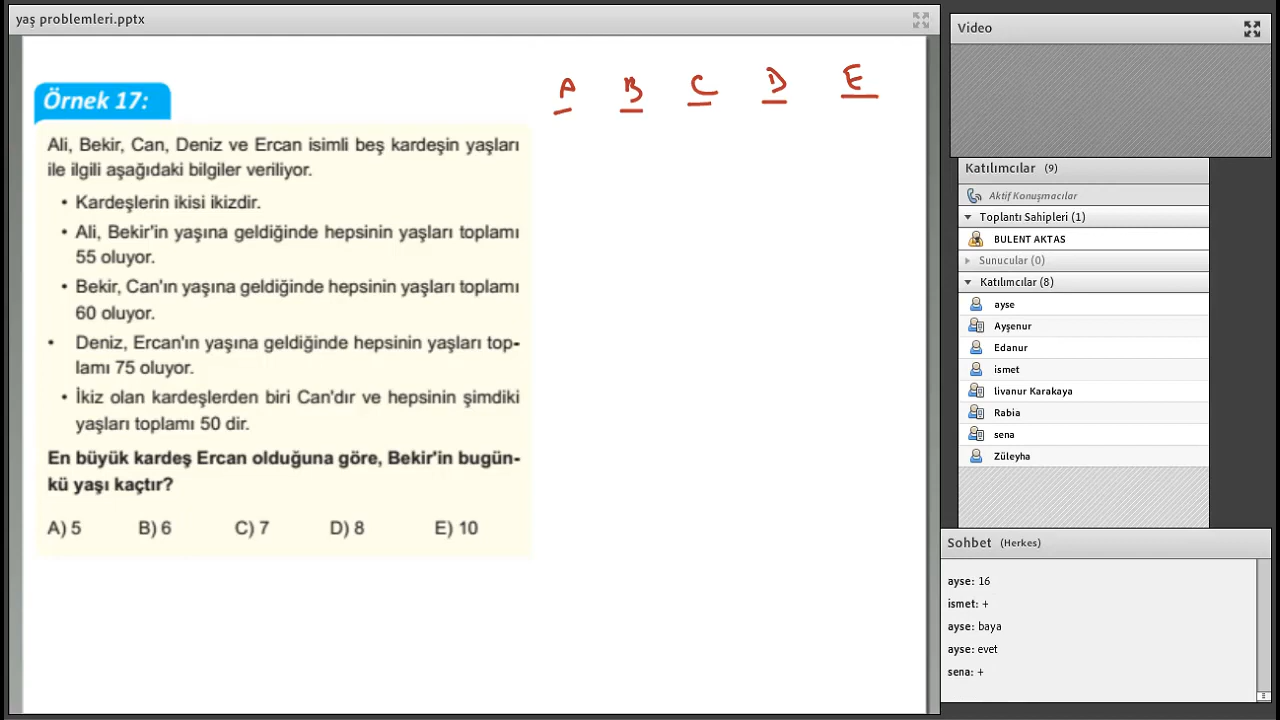 yaş problemleri.pptx
A B C D E
Örnek 17:
Ali, Bekir, Can, Deniz ve Ercan isimli beş kardeşin yaşları
ile ilgili aşağıdaki bilgiler veriliyor.
• Kardeşlerin ikisi ikizdir.
• Ali, Bekir'in yaşına geldiğinde hepsinin yaşları toplamı
55 oluyor.
• Bekir, Can'ın yaşına geldiğinde hepsinin yaşları toplamı
60 oluyor.
• Deniz, Ercan'ın yaşına geldiğinde hepsinin yaşları top-
lamı 75 oluyor.
• İkiz olan kardeşlerden biri Can'dır ve hepsinin şimdiki
yaşları toplamı 50 dir.
En büyük kardeş Ercan olduğuna göre, Bekir'in bugün-
kü yaşı kaçtır?
A) 5 B) 6 C) 7 D) 8 E) 10
Video
Katılımcılar (9)
Aktif Konuşmacılar
Toplantı Sahipleri (1)
BULENT AKTAS
Sunucular (0)
Katılımcılar (8)
ayse
Ayşenur
Edanur
ismet
livanur Karakaya
Rabia
sena
Züleyha
Sohbet (Herkes)
ayse: 16
ismet: +
ayse: baya
ayse: evet
sena: +